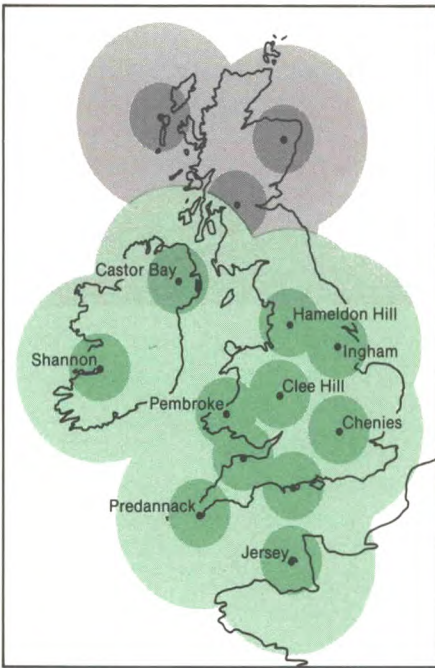 Castor Bay
Hameldon Hill
Ingham
Shannon
Clee Hill
Pembroke
Chenies
Predannack
Jersey